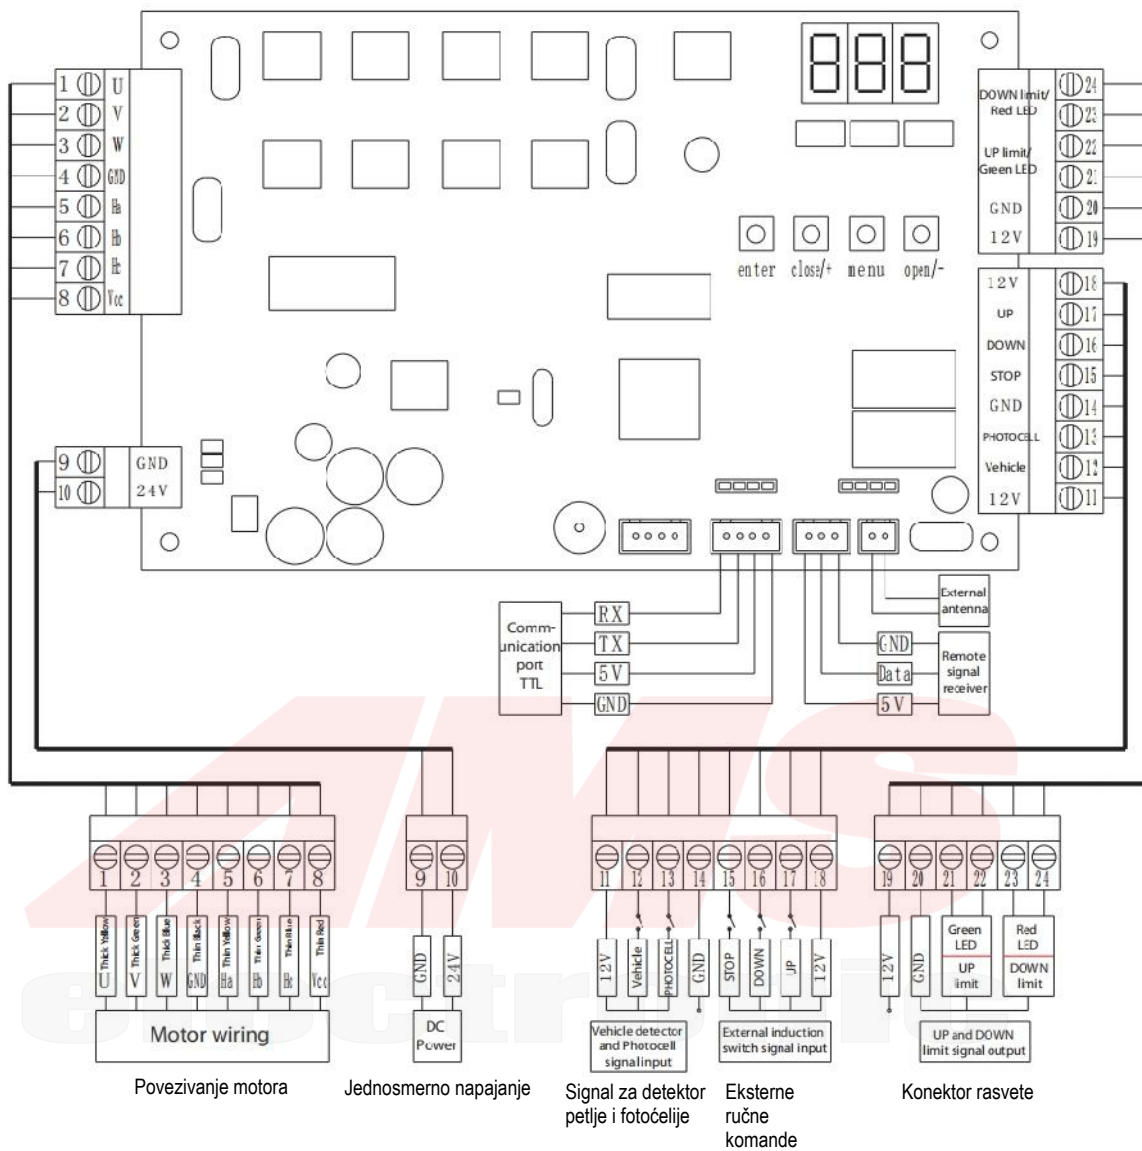 1 U
2 V
3 W
4 GND
5 Ha
6 Hb
7 Hc
8 Vcc
9 GND
10 24V
enter close/+ menu open/-
DOWN limit/
Red LED
UP limit/
Green LED
GND
12V
24
23
22
21
20
19
12V 18
UP 17
DOWN 16
STOP 15
GND 14
PHOTOCELL 13
Vehicle 12
12V 11
Comm-
unication
port
TTL
RX
TX
5V
GND
External
antenna
GND
Data
5V
Remote
signal
receiver
AMS
electronic
1 2 3 4 5 6 7 8
Thick Yellow Thick Green Thick Blue Thin Black Thin Yellow Thin Green Thin Blue Thin Red
U V W GND Ha Hb Hc Vcc
Motor wiring
Povezivanje motora
9 10
GND 24V
DC
Power
Jednosmerno napajanje
11 12 13 14 15 16 17 18
12V Vehicle PHOTOCELL GND STOP DOWN UP 12V
Vehicle detector
and Photocell
signalinput
Signal za detektor
petlje i fotoćelije
External induction
switch signal input
Eksterne
ručne
komande
19 20 21 22 23 24
12V GND
Green
LED
UP
limit
Red
LED
DOWN
limit
UP and DOWN
limit signal output
Konektor rasvete